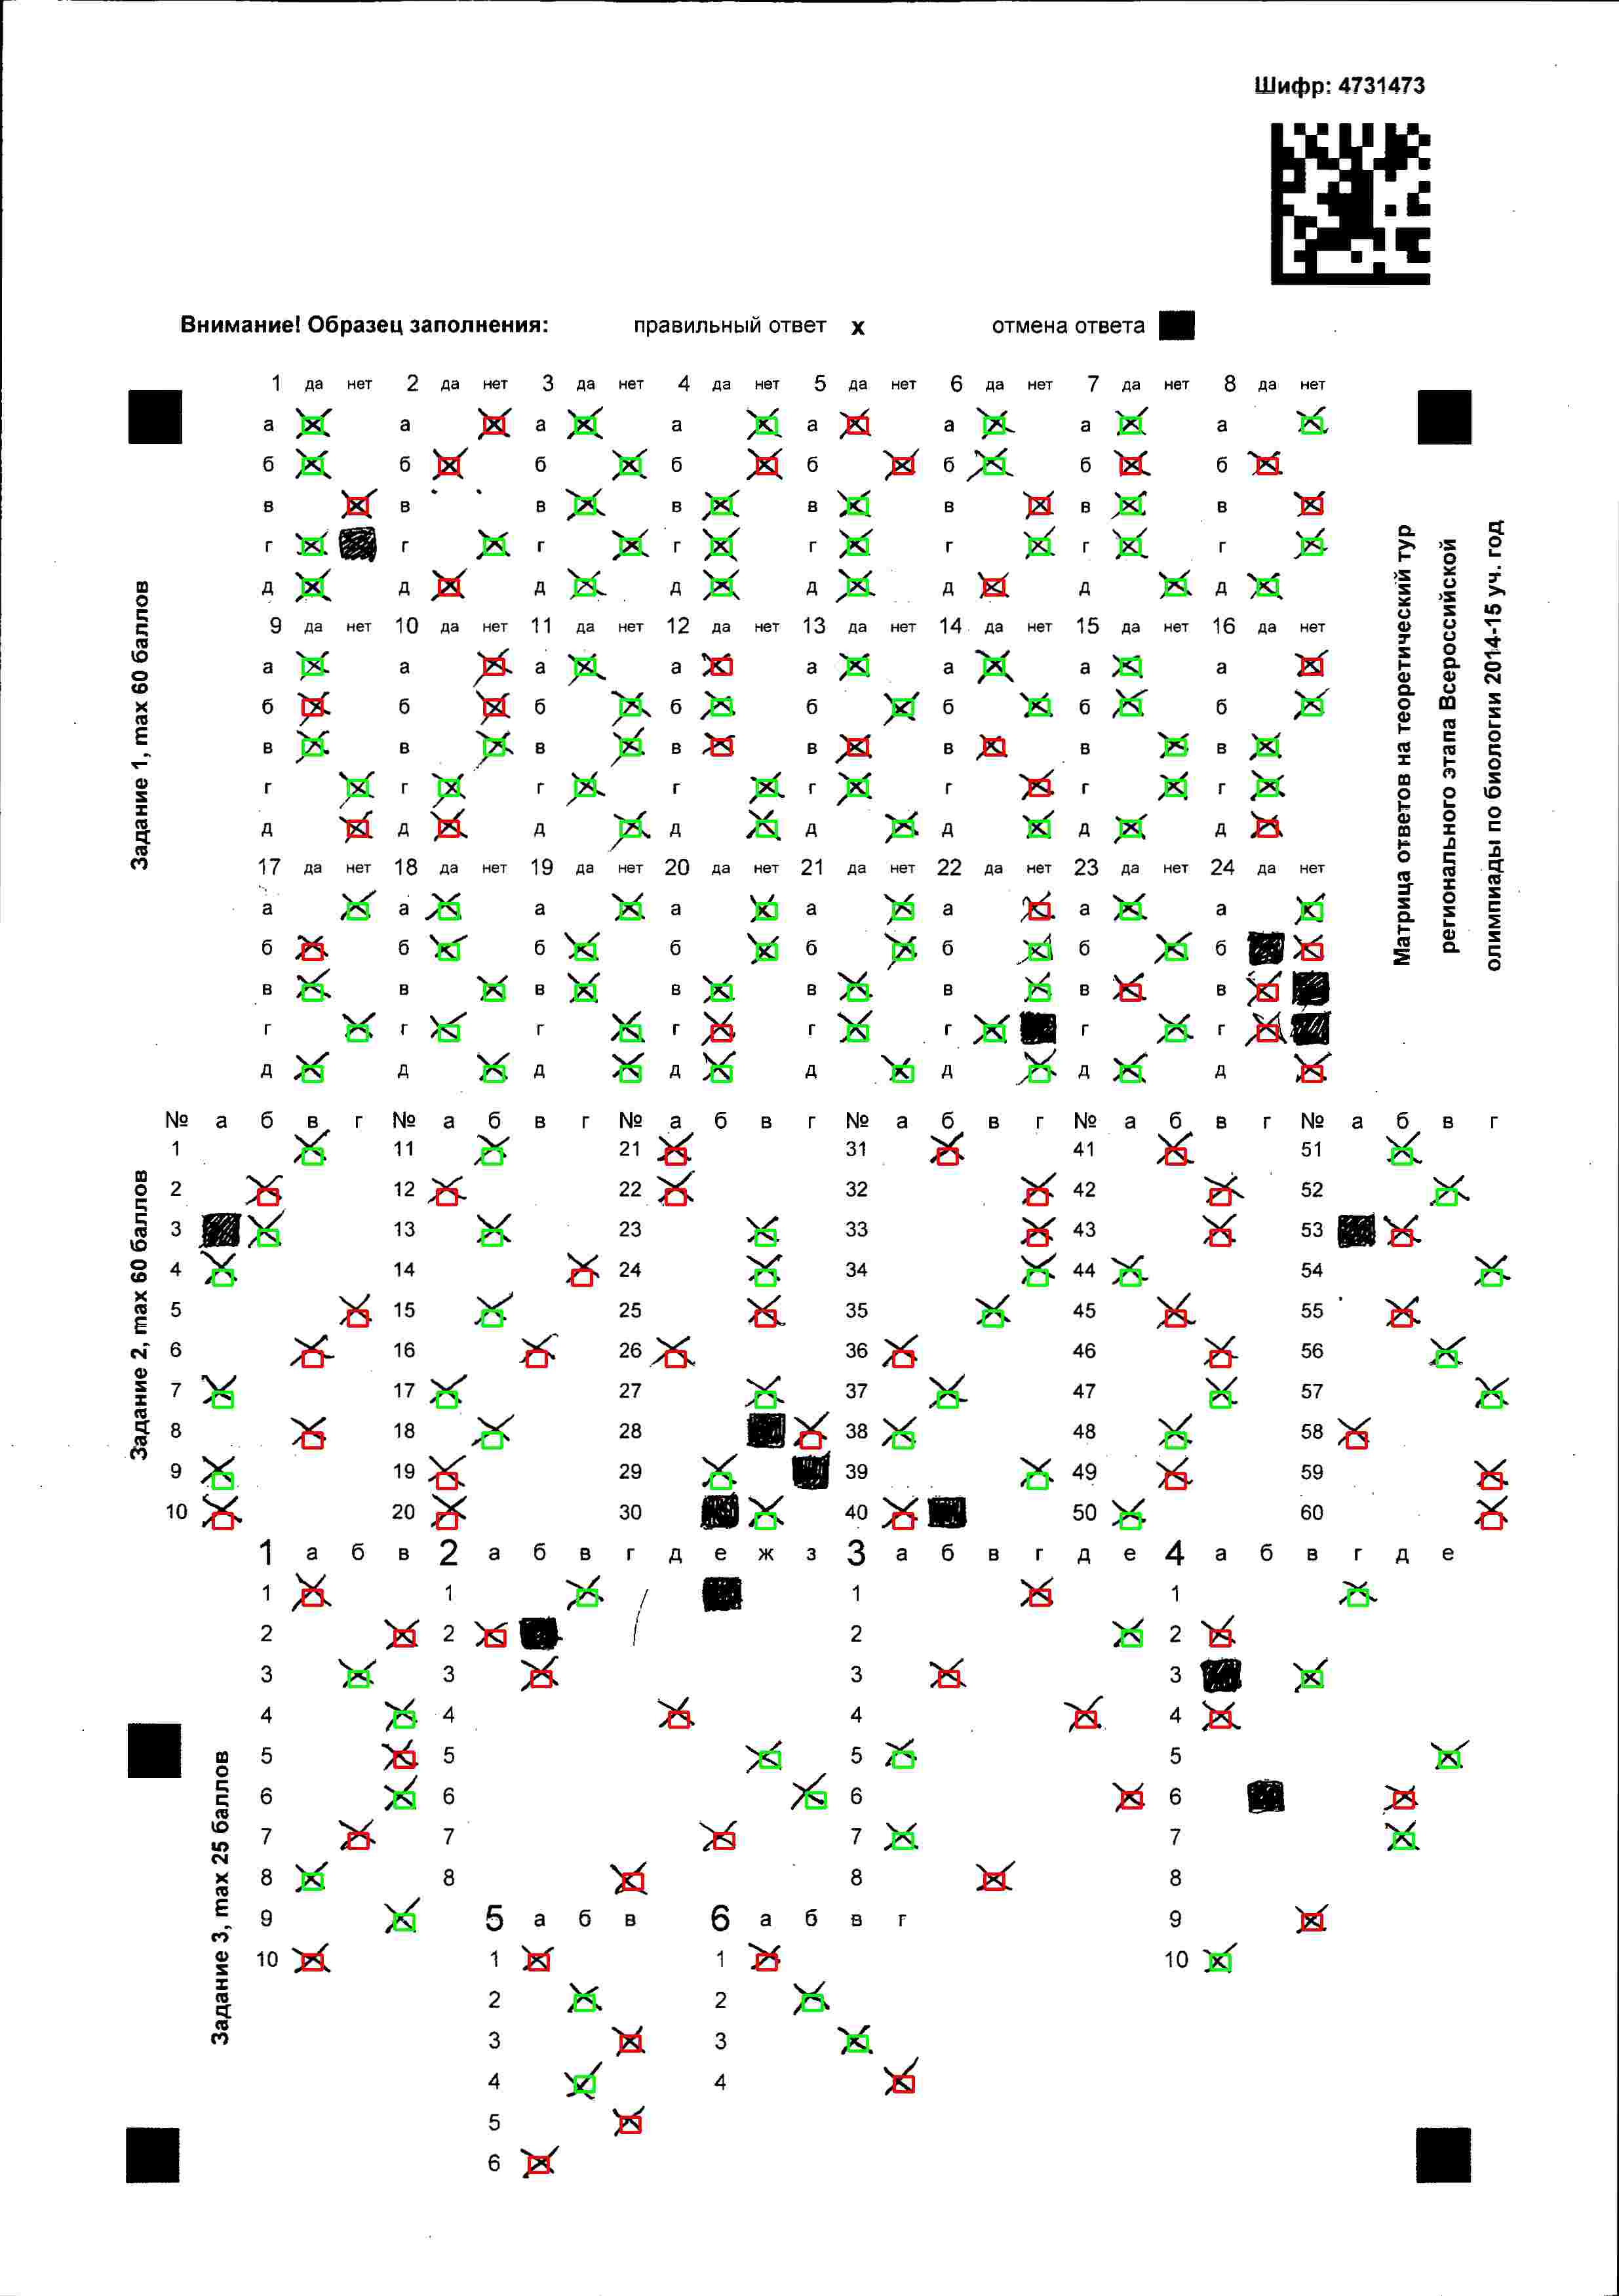 Шифр: 4731473
Внимание! Образец заполнения: правильный ответ х отмена ответа
1 да нет 2 да нет 3 да нет 4 да нет 5 да нет 6 да нет 7 да нет 8 да нет
а а а а а а а а
б б б б б б б б
в в в в в в в в
г г г г г г г г
д д д д д д д д
9 да нет 10 да нет 11 да нет 12 да нет 13 да нет 14 да нет 15 да нет 16 да нет
а а а а а а а а
б б б б б б б б
в в в в в в в в
г г г г г г г г
д д д д д д д д
17 да нет 18 да нет 19 да нет 20 да нет 21 да нет 22 да нет 23 да нет 24 да нет
а а а а а а а а
б б б б б б б б
в в в в в в в в
г г г г г г г г
д д д д д д д д
Задание 1, max 60 баллов
Матрица ответов на теоретический тур
регионального этапа Всероссийской
олимпиады по биологии 2014-15 уч. год
№ а б в г № а б в г № а б в г № а б в г № а б в г № а б в г
1 11 21 31 41 51
2 12 22 32 42 52
3 13 23 33 43 53
4 14 24 34 44 54
5 15 25 35 45 55
6 16 26 36 46 56
7 17 27 37 47 57
8 18 28 38 48 58
9 19 29 39 49 59
10 20 30 40 50 60
Задание 2, max 60 баллов
1 а б в 2 а б в г д е ж з 3 а б в г д е 4 а б в г д е
1 1 1 1
2 2 2 2
3 3 3 3
4 4 4 4
5 5 5 5
6 6 6 6
7 7 7 7
8 8 8 8
9 5 а б в 6 а б в г 9
10 1 1 10
2 2
3 3
4 4
5
6
Задание 3, max 25 баллов